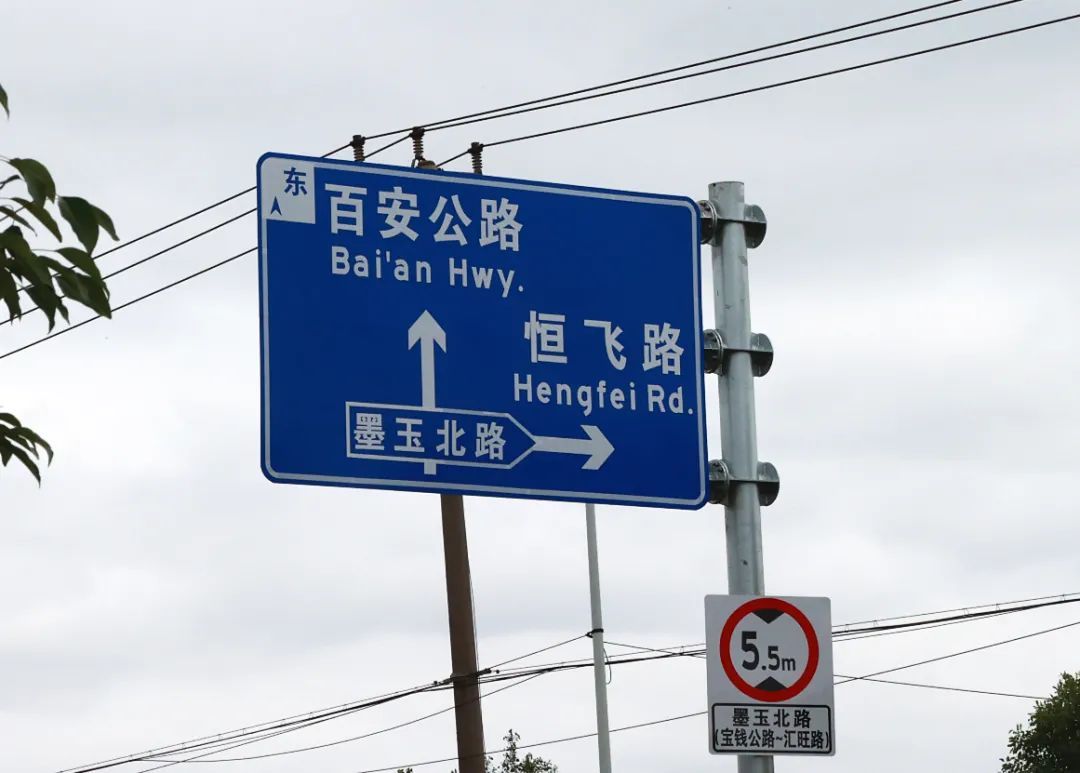 东
百安公路
Bai'an Hwy.
恒飞路
Hengfei Rd.
墨玉北路
5.5m
墨玉北路
(宝钱公路~汇旺路)